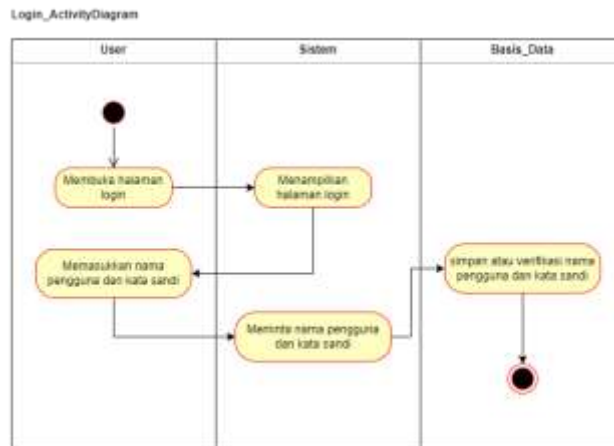 Login_ActivityDiagram
User
Sistem
Basis_Data
Membuka halaman
login
Menampilkan
halaman login
Memasukkan nama
pengguna dan kata sandi
simpan atau verifikasi nama
pengguna dan kata sandi
Meminta nama pengguna
dan kata sandi